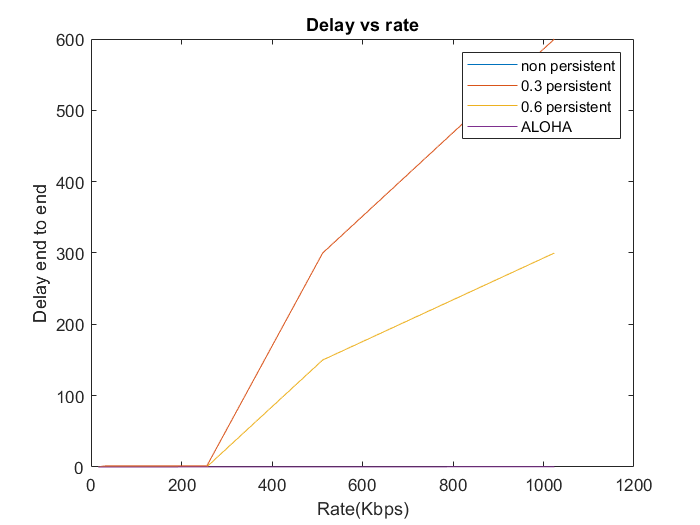 Delay vs rate
non persistent
0.3 persistent
0.6 persistent
ALOHA
600
500
400
300
200
100
0
Delay end to end
0 200 400 600 800 1000 1200
Rate(Kbps)